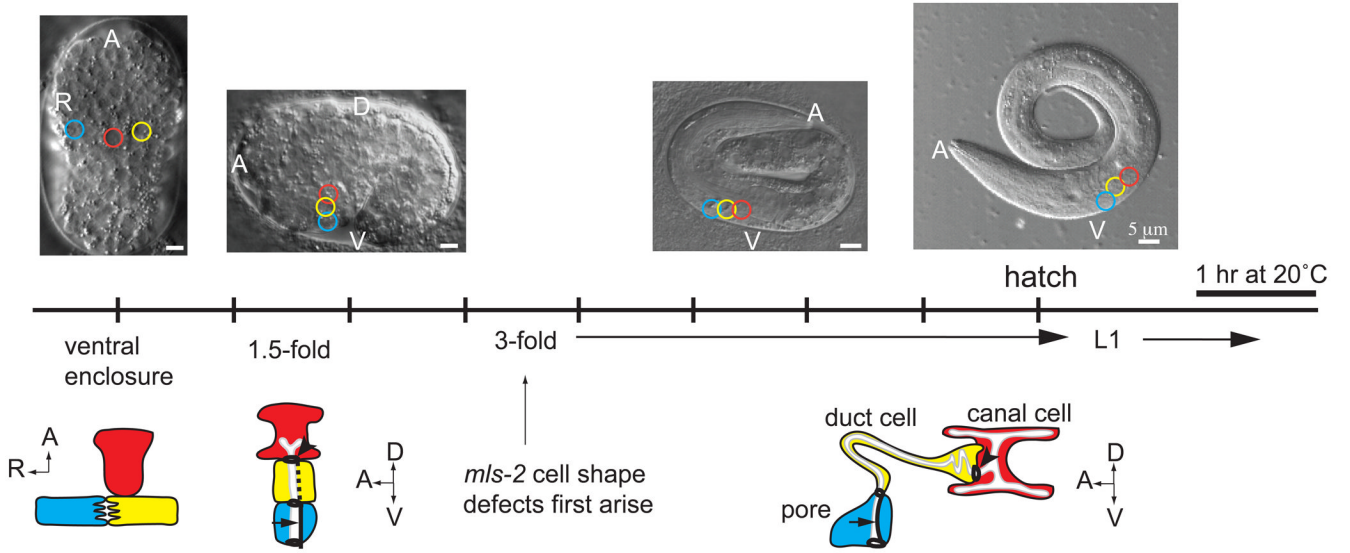 A
R
D
A
V
A
V
A
V
5 μm
hatch
1 hr at 20˚C
ventral
enclosure
1.5-fold
3-fold
L1
A
R
D
A
V
mls-2 cell shape
defects first arise
duct cell
canal cell
pore
D
A
V